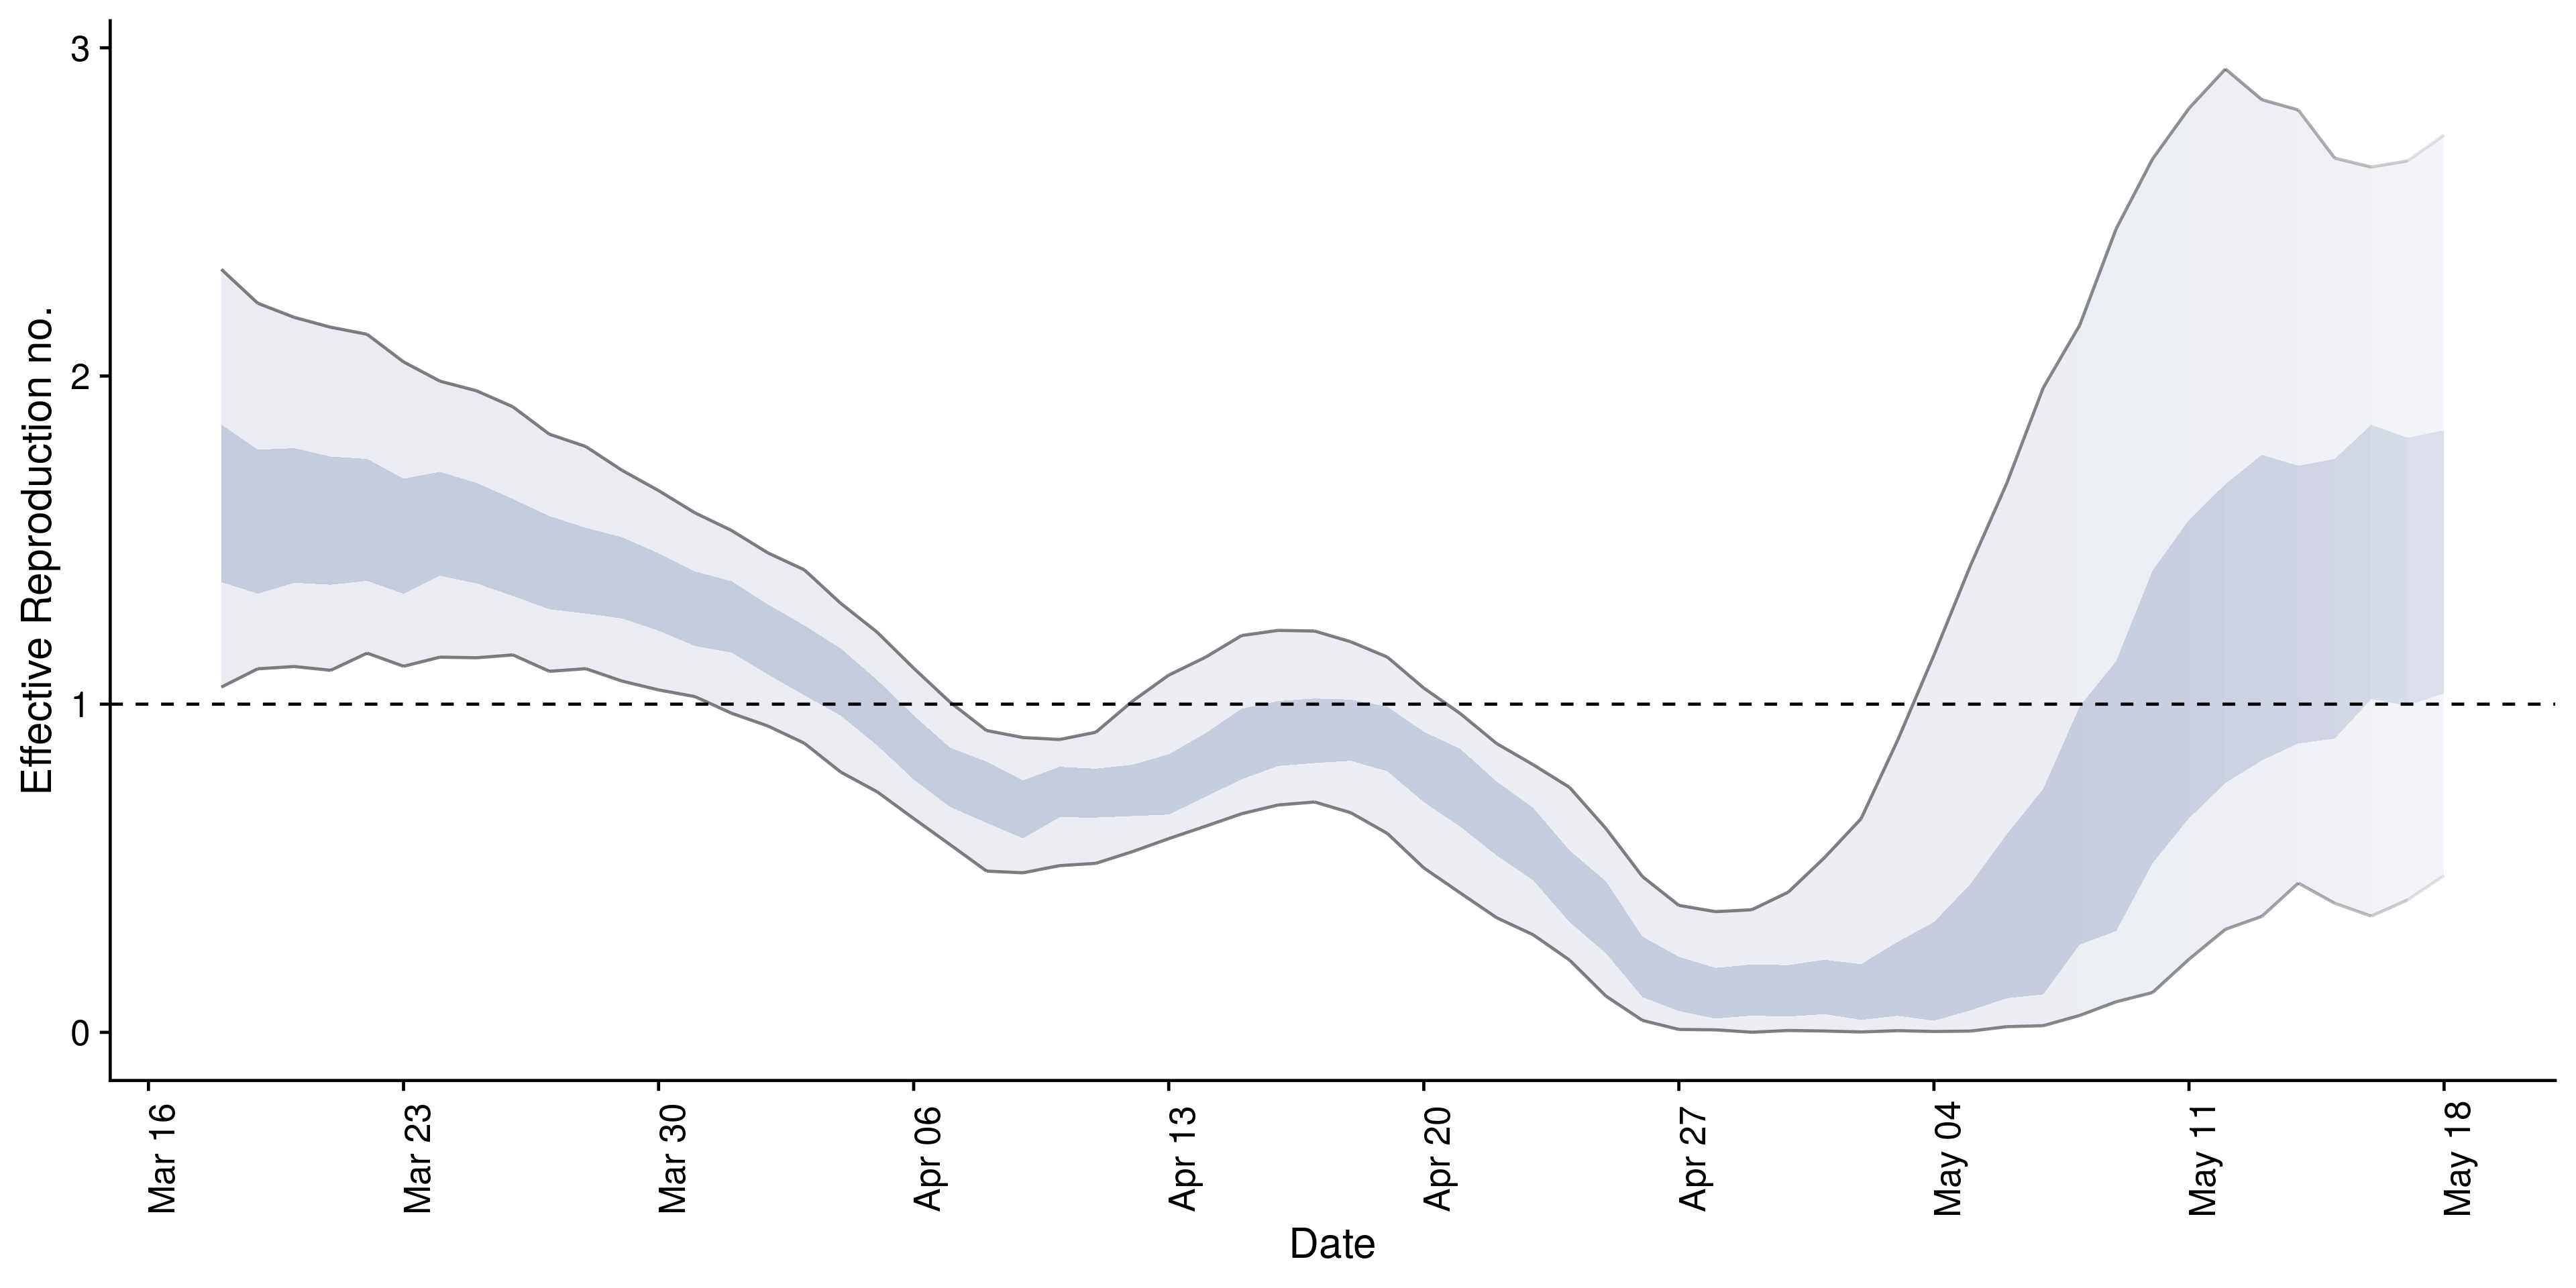 Effective Reproduction no.
3
2
1
0
Mar 16
Mar 23
Mar 30
Apr 06
Apr 13
Apr 20
Apr 27
May 04
May 11
May 18
Date